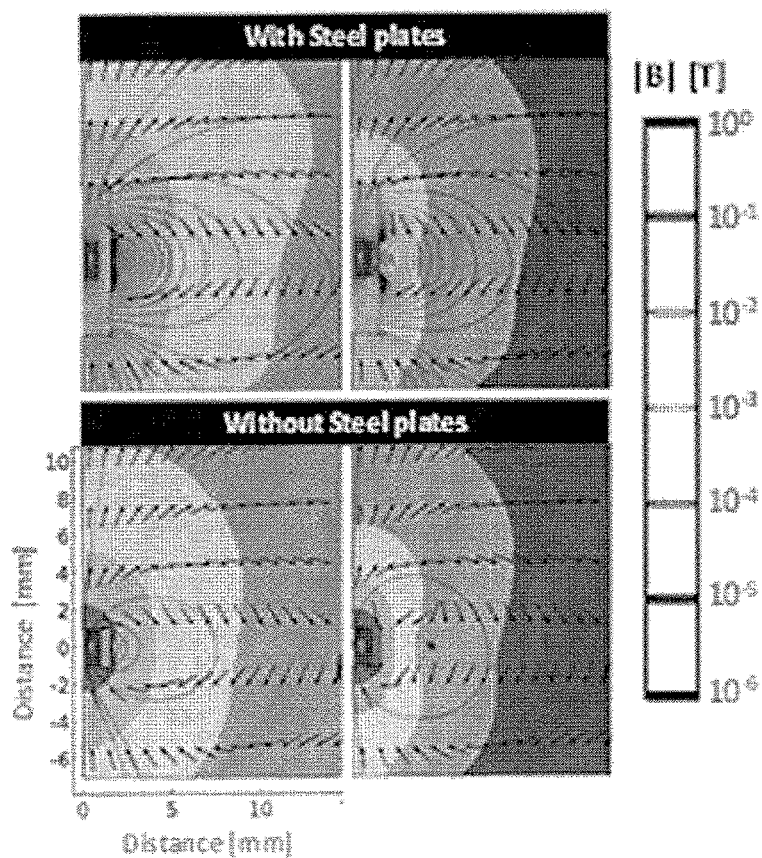 With Steel plates
|B| [T]
10⁰
10⁻¹
10⁻²
10⁻³
10⁻⁴
10⁻⁵
10⁻⁶
Without Steel plates
10
8
6
4
2
0
-2
-4
-6
Distance [mm]
0 5 10
Distance [mm]